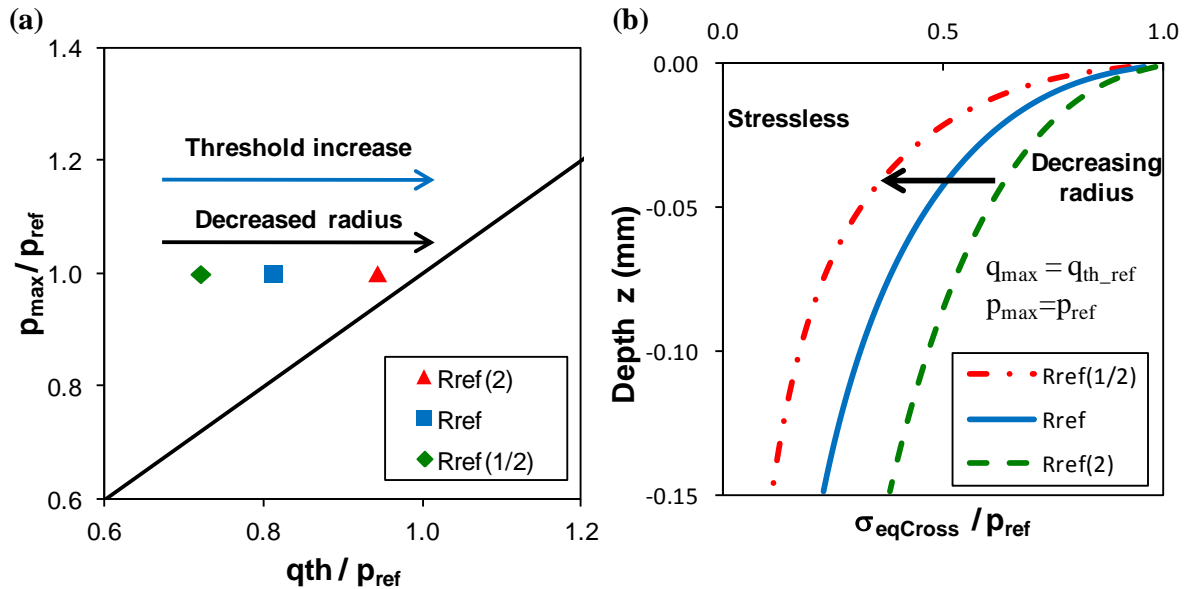 (a)
1.4
1.2
1.0
0.8
0.6
0.6
0.8
1.0
1.2
pmax / pref
qth / pref
Threshold increase
Decreased radius
Rref(2)
Rref
Rref(1/2)
(b)
0.0
0.5
1.0
0.00
-0.05
-0.10
-0.15
Depth z (mm)
σeqCross / pref
Stressless
Decreasing
radius
qmax = qth_ref
pmax=pref
Rref(1/2)
Rref
Rref(2)